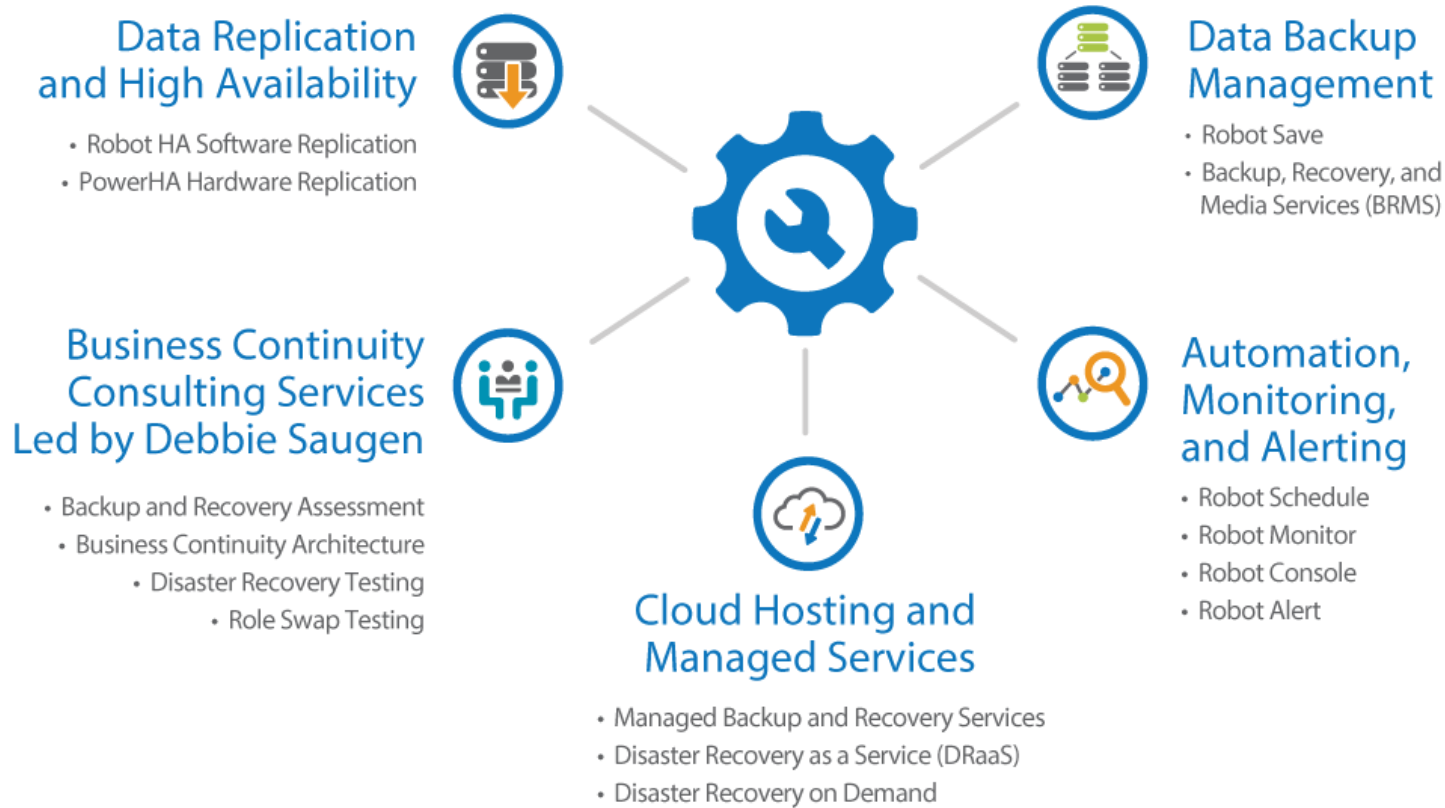 Data Replication
and High Availability
• Robot HA Software Replication
• PowerHA Hardware Replication
Data Backup
Management
• Robot Save
• Backup, Recovery, and
Media Services (BRMS)
Business Continuity
Consulting Services
Led by Debbie Saugen
• Backup and Recovery Assessment
• Business Continuity Architecture
• Disaster Recovery Testing
• Role Swap Testing
Automation,
Monitoring,
and Alerting
• Robot Schedule
• Robot Monitor
• Robot Console
• Robot Alert
Cloud Hosting and
Managed Services
• Managed Backup and Recovery Services
• Disaster Recovery as a Service (DRaaS)
• Disaster Recovery on Demand